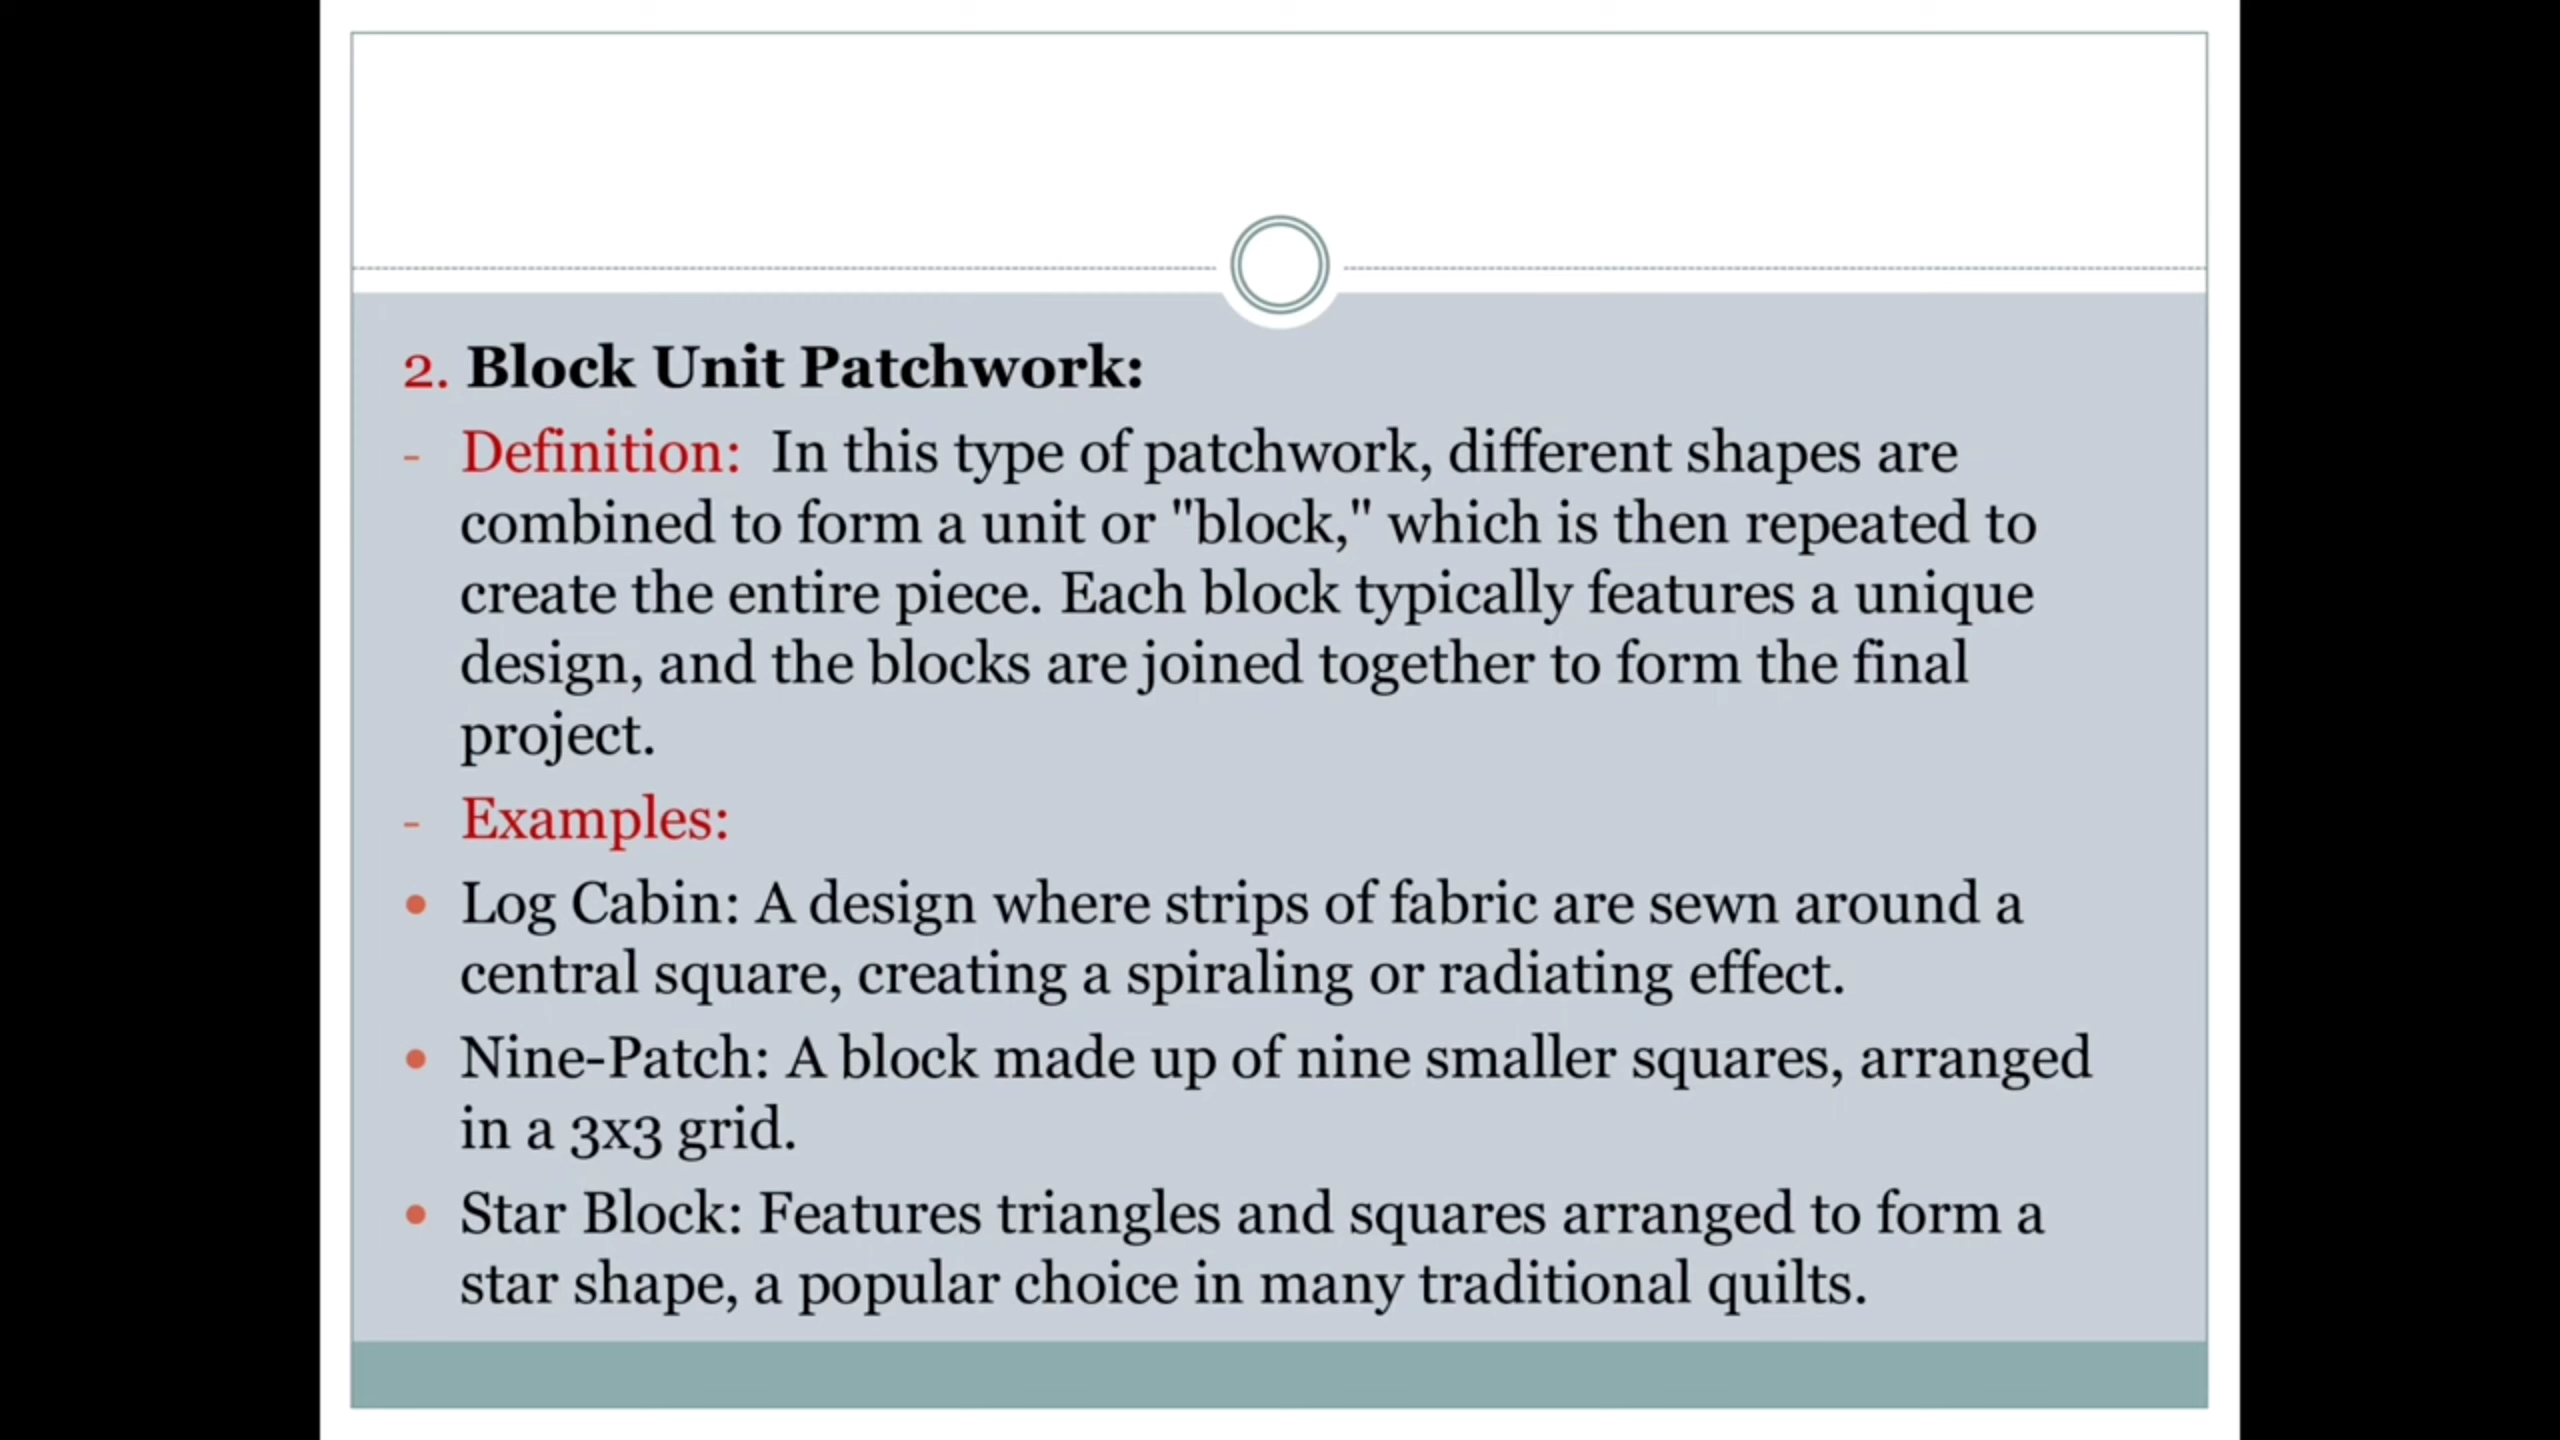 2. Block Unit Patchwork:
- Definition:  In this type of patchwork, different shapes are
combined to form a unit or "block," which is then repeated to
create the entire piece. Each block typically features a unique
design, and the blocks are joined together to form the final
project.
- Examples:
• Log Cabin: A design where strips of fabric are sewn around a
central square, creating a spiraling or radiating effect.
• Nine-Patch: A block made up of nine smaller squares, arranged
in a 3x3 grid.
• Star Block: Features triangles and squares arranged to form a
star shape, a popular choice in many traditional quilts.